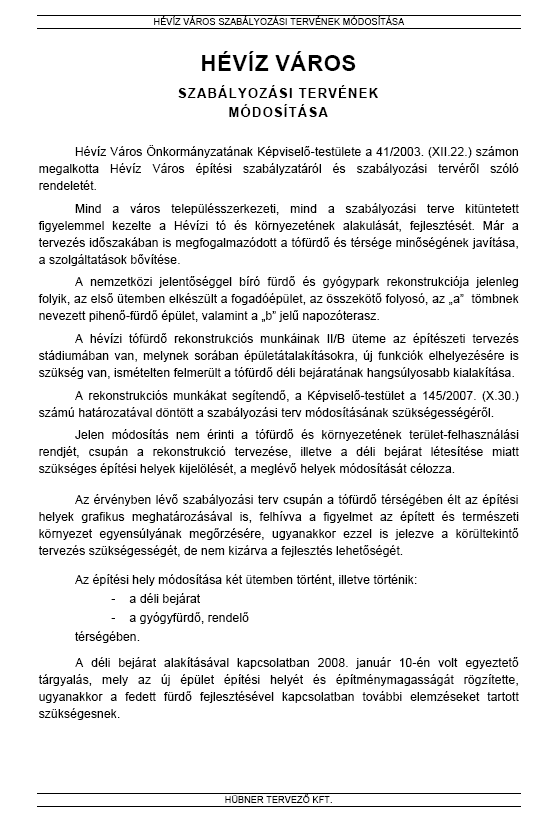 HÉVÍZ VÁROS SZABÁLYOZÁSI TERVÉNEK MÓDOSÍTÁSA
HÉVÍZ VÁROS
SZABÁLYOZÁSI TERVÉNEK
MÓDOSÍTÁSA
Hévíz Város Önkormányzatának Képviselő-testülete a 41/2003. (XII.22.) számon
megalkotta Hévíz Város építési szabályzatáról és szabályozási tervéről szóló
rendeletét.
Mind a város településszerkezeti, mind a szabályozási terve kitüntetett
figyelemmel kezelte a Hévízi tó és környezetének alakulását, fejlesztését. Már a
tervezés időszakában is megfogalmazódott a tófürdő és térsége minőségének javítása,
a szolgáltatások bővítése.
A nemzetközi jelentőséggel bíró fürdő és gyógypark rekonstrukciója jelenleg
folyik, az első ütemben elkészült a fogadóépület, az összekötő folyosó, az „a” tömbnek
nevezett pihenő-fürdő épület, valamint a „b” jelű napozóterasz.
A hévízi tófürdő rekonstrukciós munkáinak II/B üteme az építészeti tervezés
stádiumában van, melynek során épületátalakításokra, új funkciók elhelyezésére is
szükség van, ismételten felmerült a tófürdő déli bejáratának hangsúlyosabb kialakítása.
A rekonstrukciós munkákat segítendő, a Képviselő-testület a 145/2007. (X.30.)
számú határozatával döntött a szabályozási terv módosításának szükségességéről.
Jelen módosítás nem érinti a tófürdő és környezetének terület-felhasználási
rendjét, csupán a rekonstrukció tervezése, illetve a déli bejárat létesítése miatt
szükséges építési helyek kijelölését, a meglévő helyek módosítását célozza.
Az érvényben lévő szabályozási terv csupán a tófürdő térségében élt az építési
helyek grafikus meghatározásával is, felhívva a figyelmet az épített és természeti
környezet egyensúlyának megőrzésére, ugyanakkor ezzel is jelezve a körültekintő
tervezés szükségességét, de nem kizárva a fejlesztés lehetőségét.
Az építési hely módosítása két ütemben történt, illetve történik:
- a déli bejárat
- a gyógyfürdő, rendelő
térségében.
A déli bejárat alakításával kapcsolatban 2008. január 10-én volt egyeztető
tárgyalás, mely az új épület építési helyét és építménymagasságát rögzítette,
ugyanakkor a fedett fürdő fejlesztésével kapcsolatban további elemzéseket tartott
szükségesnek.
HÜBNER TERVEZŐ KFT.